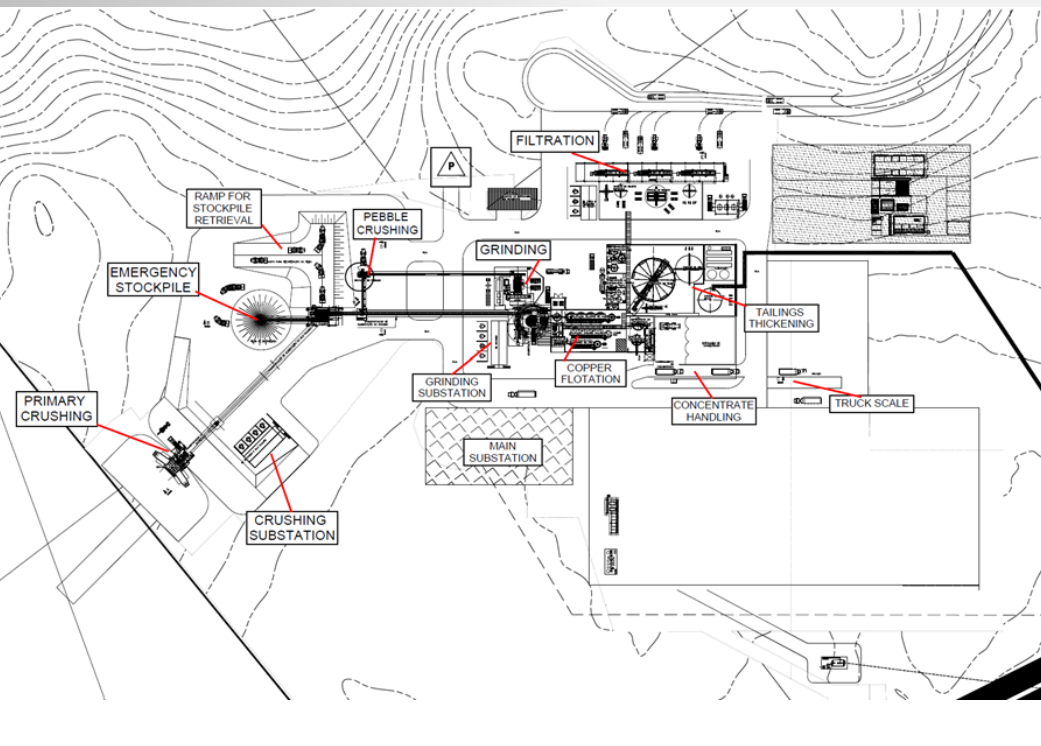 FILTRATION
P
RAMP FOR
STOCKPILE
RETRIEVAL
PEBBLE
CRUSHING
GRINDING
EMERGENCY
STOCKPILE
TAILINGS
THICKENING
GRINDING
SUBSTATION
COPPER
FLOTATION
PRIMARY
CRUSHING
CONCENTRATE
HANDLING
TRUCK SCALE
MAIN
SUBSTATION
CRUSHING
SUBSTATION